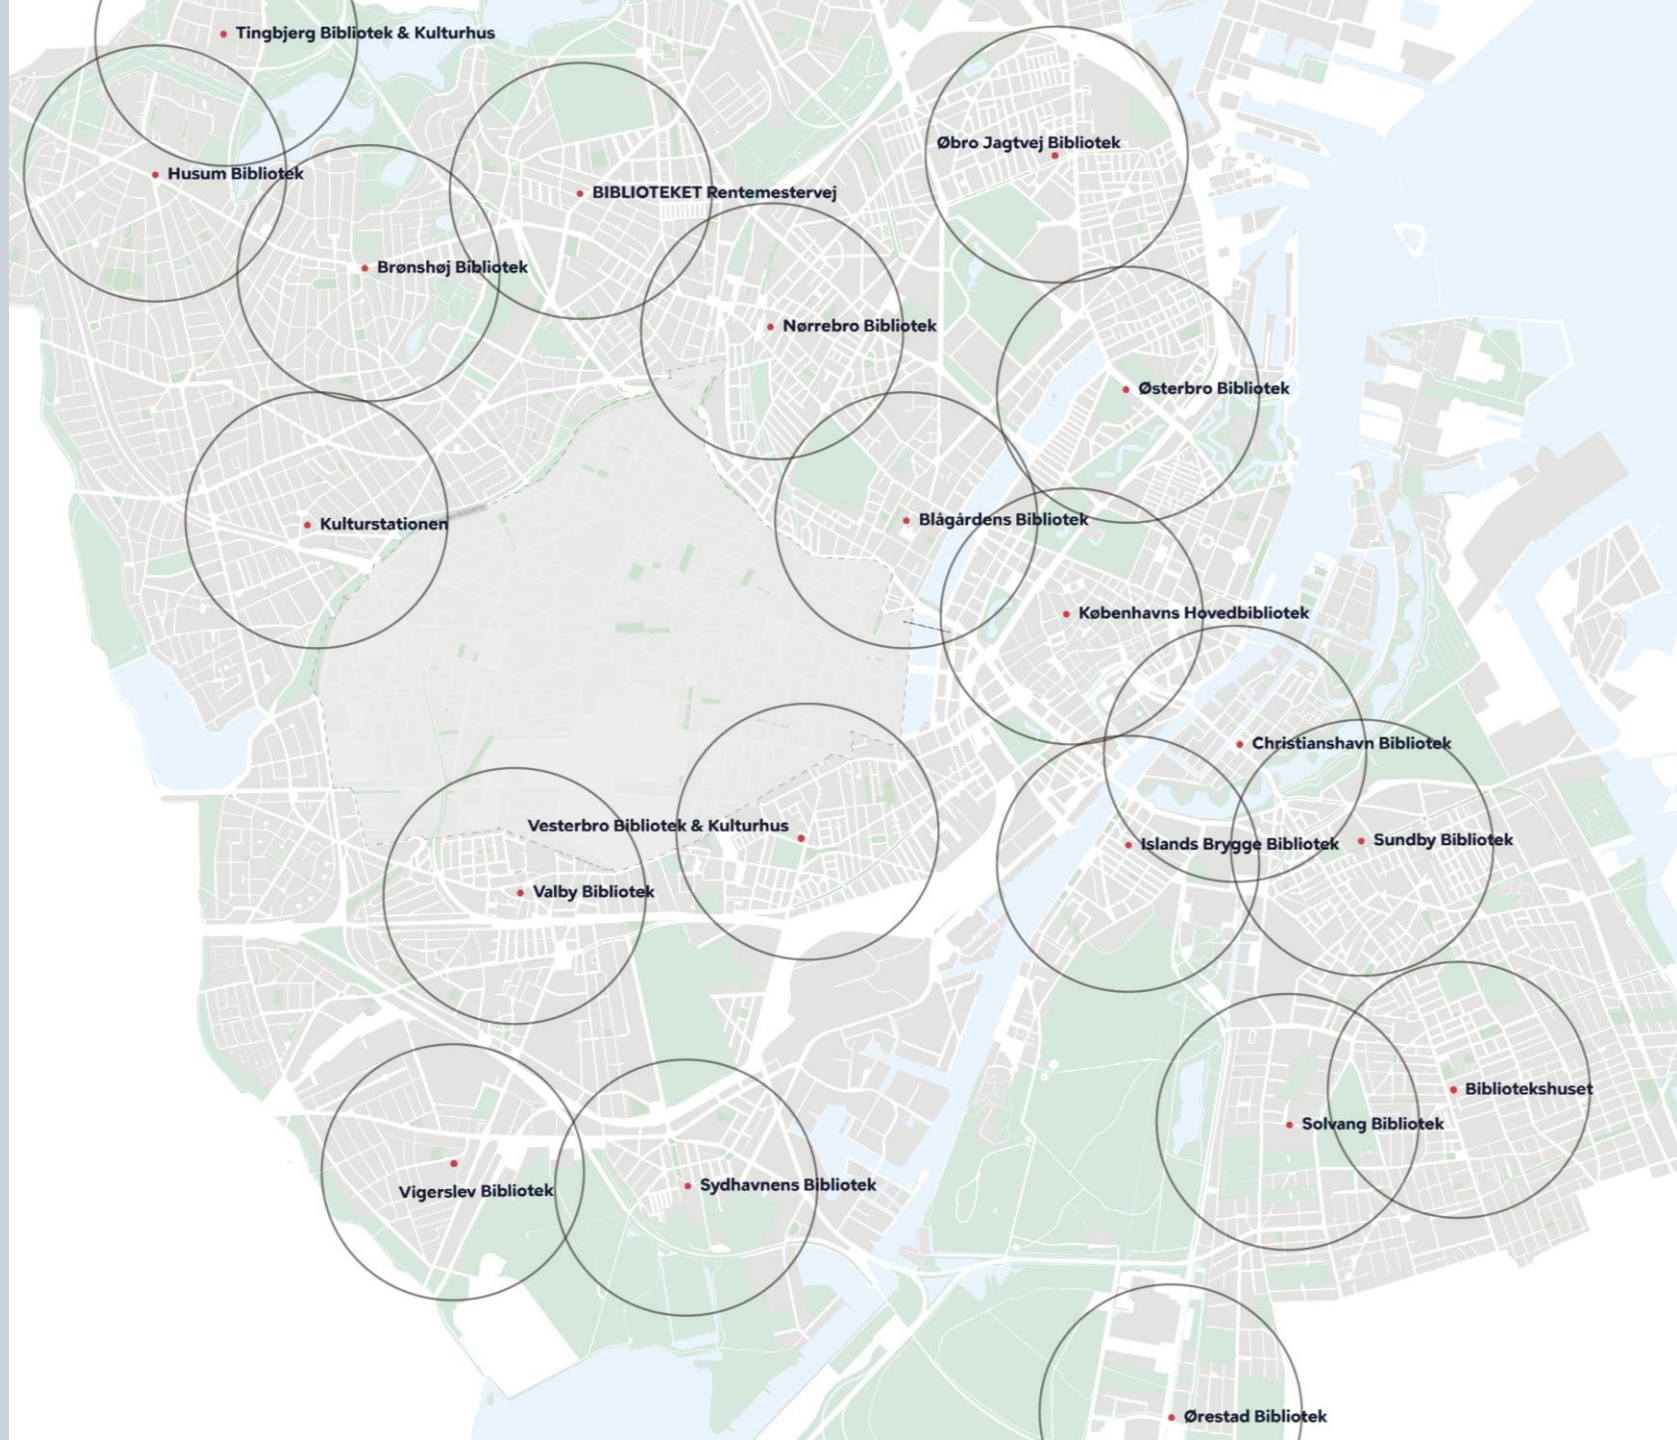 Tingbjerg Bibliotek & Kulturhus
Øbro Jagtvej Bibliotek
Husum Bibliotek
BIBLIOTEKET Rentemestervej
Brønshøj Bibliotek
Nørrebro Bibliotek
Østerbro Bibliotek
Kulturstationen
Blågårdens Bibliotek
Københavns Hovedbibliotek
Christianshavn Bibliotek
Vesterbro Bibliotek & Kulturhus
Islands Brygge Bibliotek
Sundby Bibliotek
Valby Bibliotek
Bibliotekshuset
Solvang Bibliotek
Sydhavnens Bibliotek
Vigerslev Bibliotek
Ørestad Bibliotek